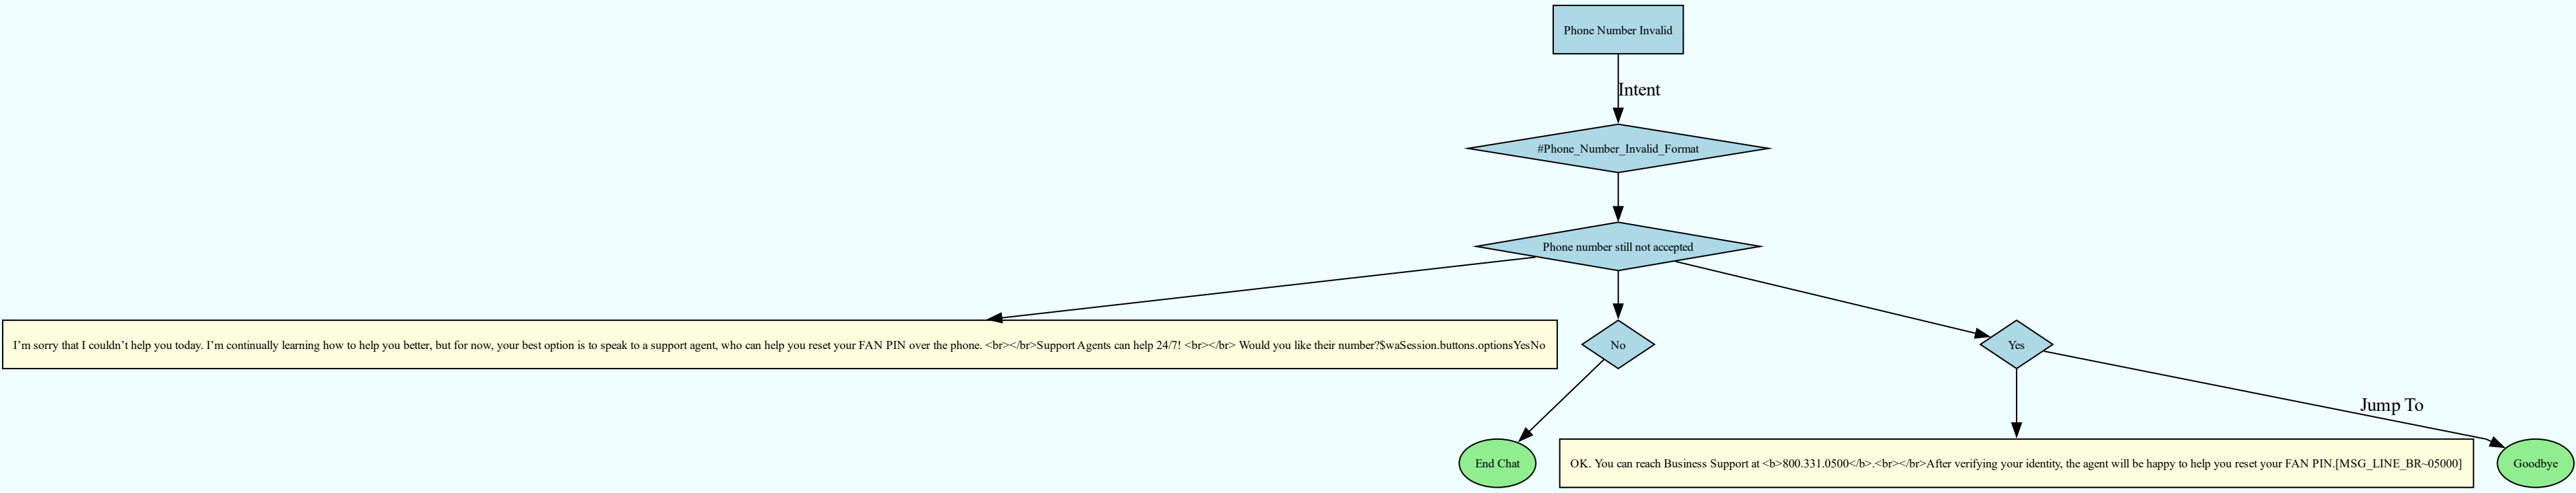 Phone Number Invalid
Intent
#Phone_Number_Invalid_Format
Phone number still not accepted
I’m sorry that I couldn’t help you today. I’m continually learning how to help you better, but for now, your best option is to speak to a support agent, who can help you reset your FAN PIN over the phone. <br></br>Support Agents can help 24/7! <br></br> Would you like their number?$waSession.buttons.optionsYesNo
No
Yes
Jump To
End Chat
OK. You can reach Business Support at <b>800.331.0500</b>.<br></br>After verifying your identity, the agent will be happy to help you reset your FAN PIN.[MSG_LINE_BR~05000]
Goodbye